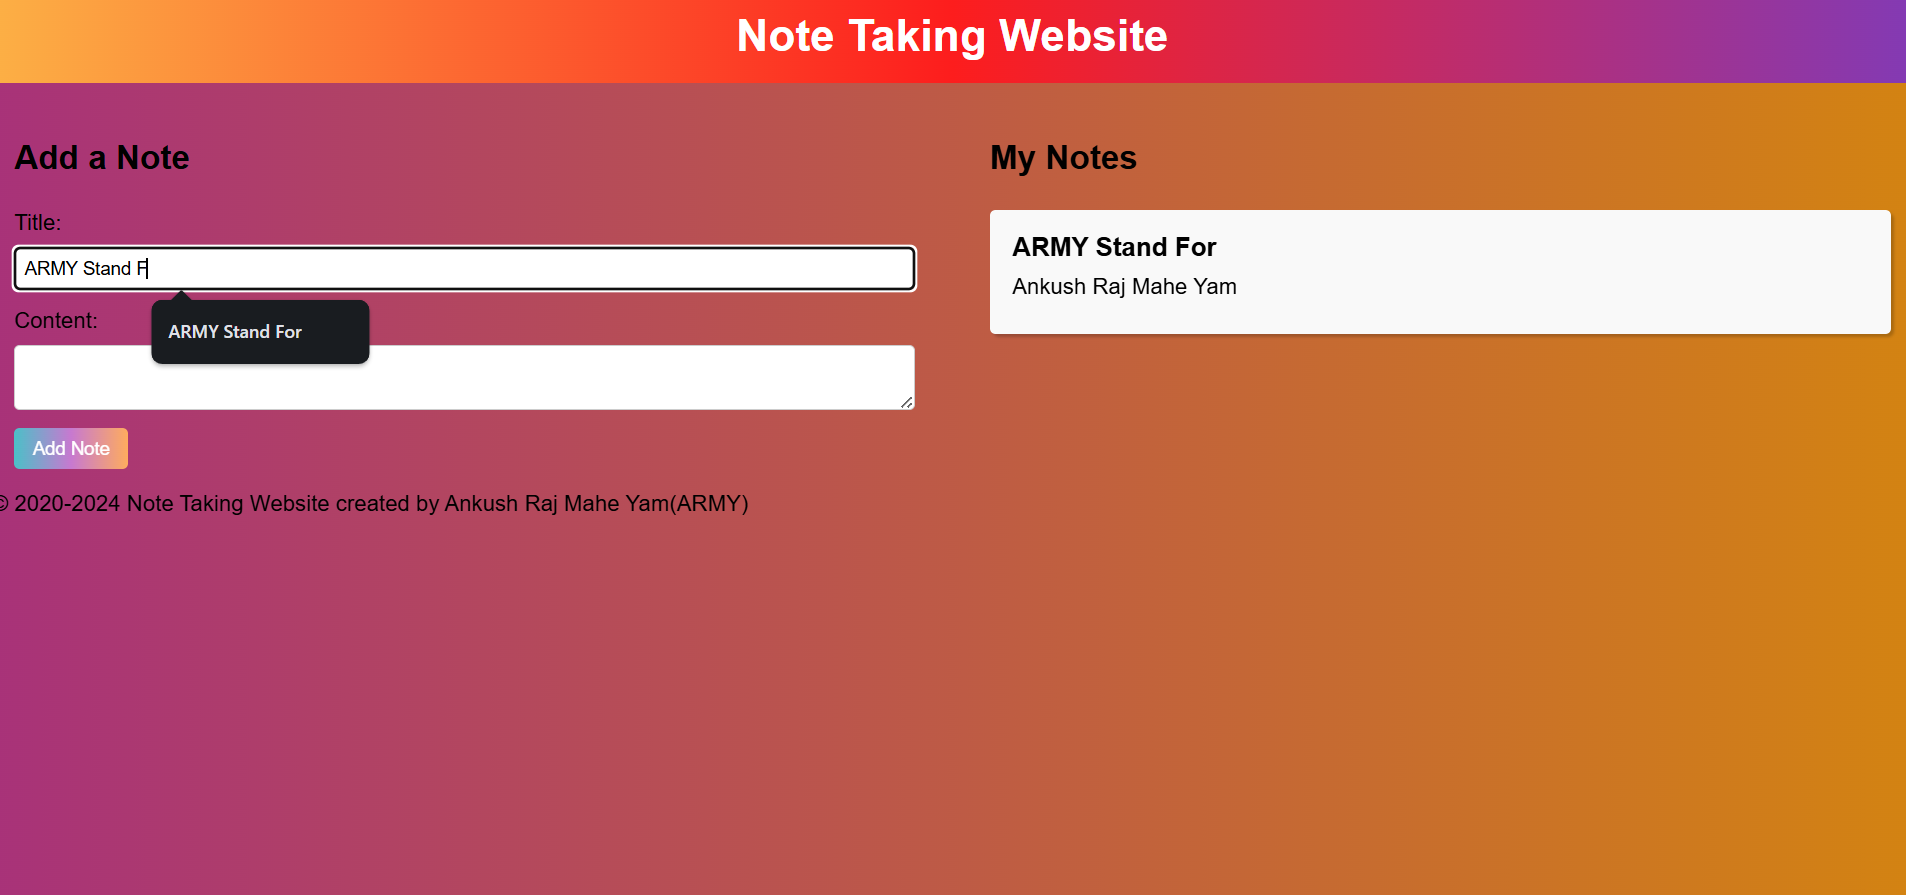 Note Taking Website
Add a Note
Title:
ARMY Stand F
ARMY Stand For
Content:
Add Note
My Notes
ARMY Stand For
Ankush Raj Mahe Yam
© 2020-2024 Note Taking Website created by Ankush Raj Mahe Yam(ARMY)